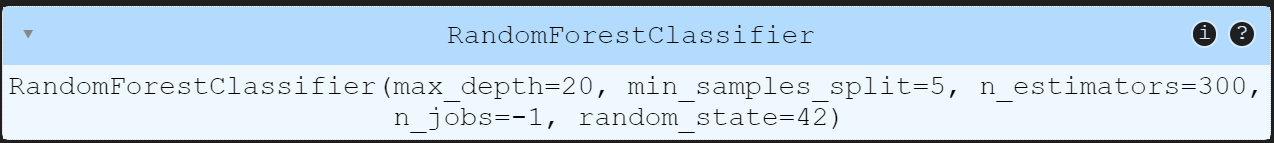 RandomForestClassifier
i ?
RandomForestClassifier(max_depth=20, min_samples_split=5, n_estimators=300,
n_jobs=-1, random_state=42)